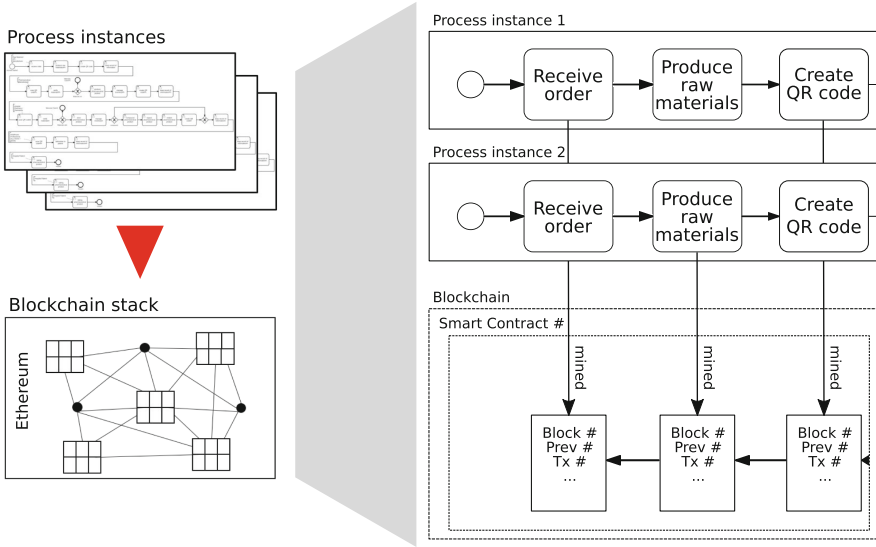 Process instances
Blockchain stack
Ethereum
Process instance 1
Receive
order
Produce
raw
materials
Create
QR code
Process instance 2
Receive
order
Produce
raw
materials
Create
QR code
Blockchain
Smart Contract #
mined
mined
mined
Block #
Prev #
Tx #
...
Block #
Prev #
Tx #
...
Block #
Prev #
Tx #
...